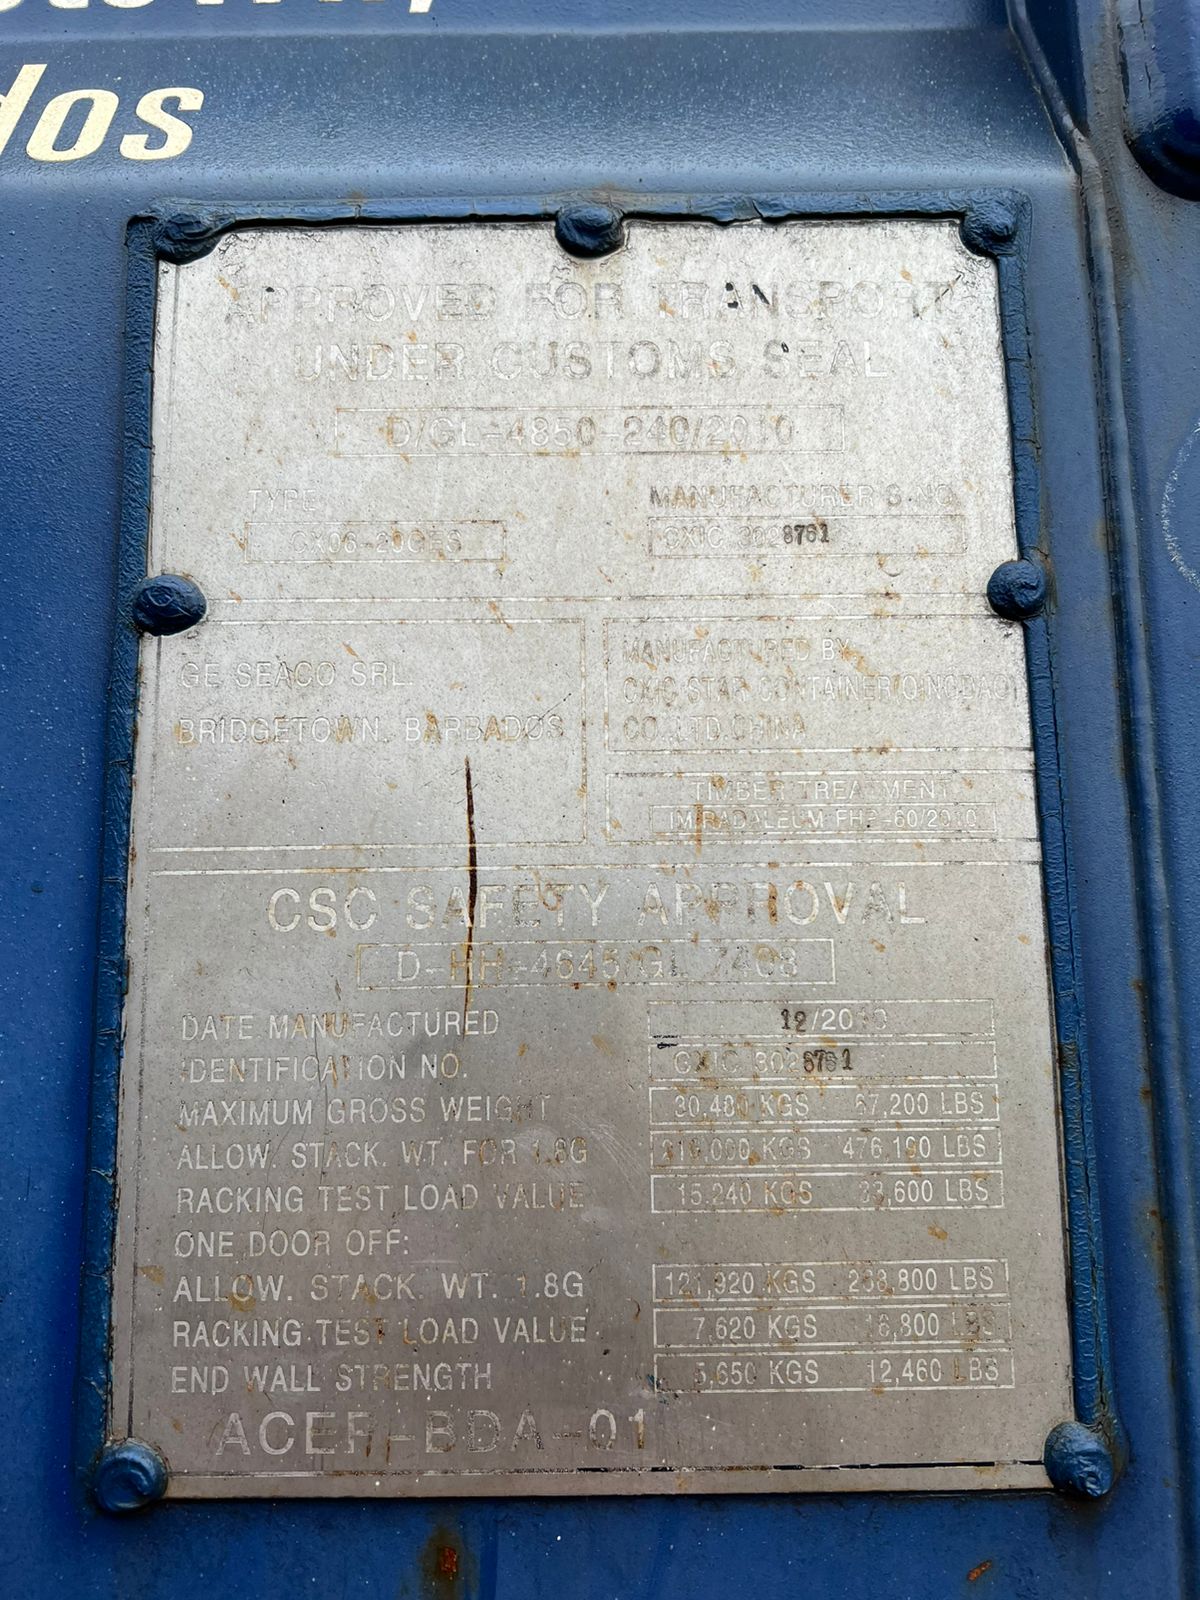 dos
APPROVED FOR TRANSPORT
UNDER CUSTOMS SEAL
D/GL-4850-240/2010
TYPE
MANUFACTURER S NO.
CX06-20GES
CXIC 3028761
GE SEACO SRL.
BRIDGETOWN, BARBADOS
MANUFACTURED BY
CXIC STAR CONTAINER(QINGDAO)
CO.,LTD.CHINA
TIMBER TREATMENT
IM/RADALEUM FHP-60/2010
CSC SAFETY APPROVAL
D-HH-4645/GL 7408
DATE MANUFACTURED 12/2010
IDENTIFICATION NO. CXIC 3028761
MAXIMUM GROSS WEIGHT 30,480 KGS 67,200 LBS
ALLOW. STACK. WT. FOR 1.8G 216,000 KGS 476,190 LBS
RACKING TEST LOAD VALUE 15,240 KGS 33,600 LBS
ONE DOOR OFF:
ALLOW. STACK. WT. 1.8G 121,920 KGS 268,800 LBS
RACKING TEST LOAD VALUE 7,620 KGS 16,800 LBS
END WALL STRENGTH 5,650 KGS 12,460 LBS
ACEP-BDA-01